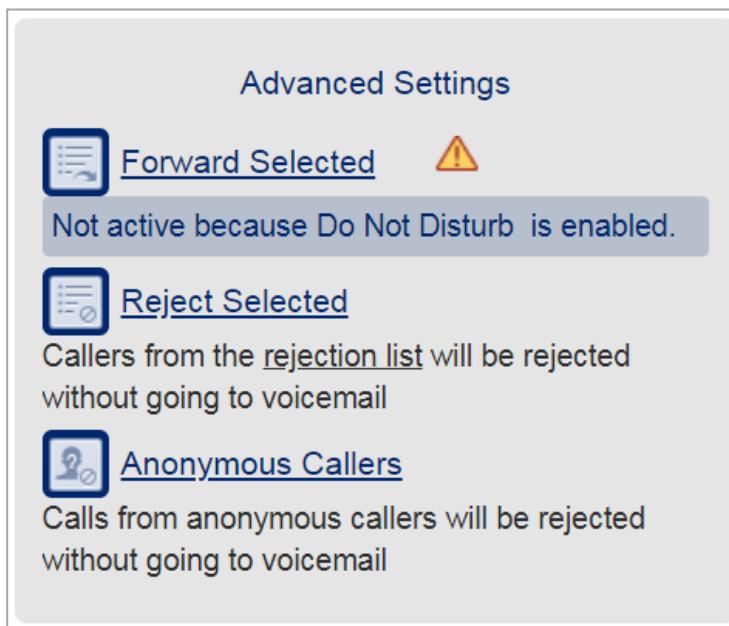 Advanced Settings
Forward Selected
Not active because Do Not Disturb is enabled.
Reject Selected
Callers from the rejection list will be rejected
without going to voicemail
Anonymous Callers
Calls from anonymous callers will be rejected
without going to voicemail